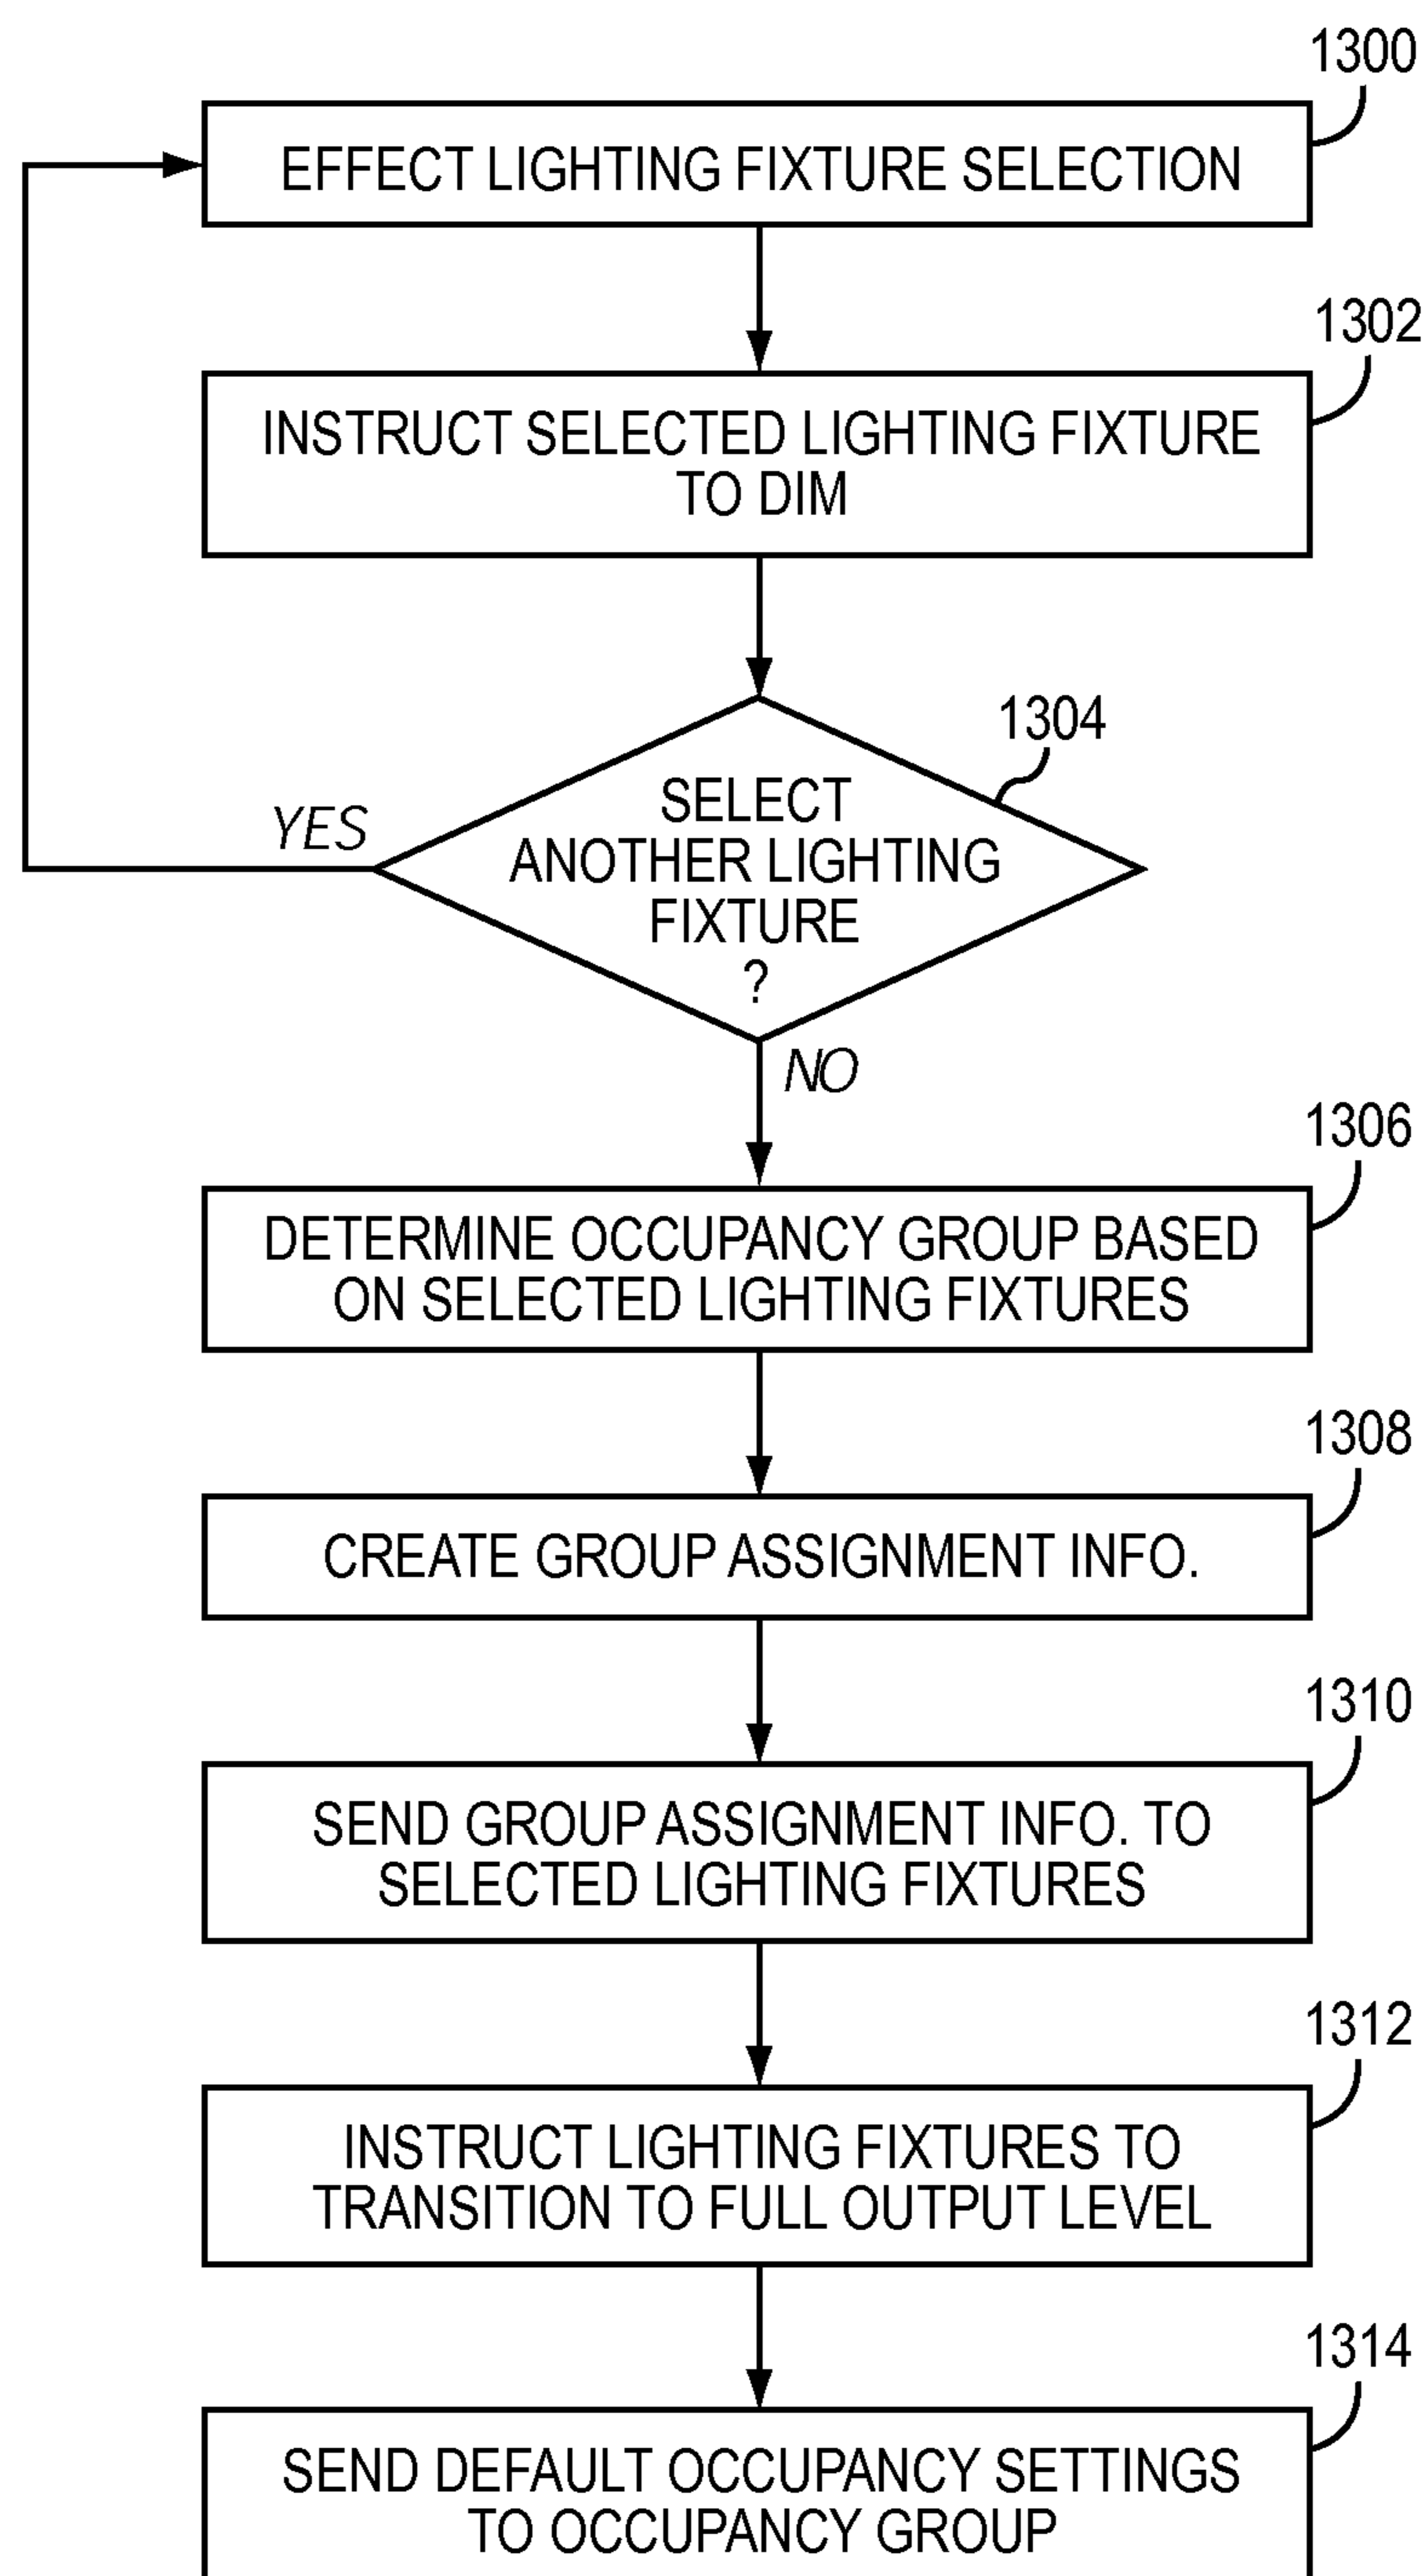 1300
EFFECT LIGHTING FIXTURE SELECTION
1302
INSTRUCT SELECTED LIGHTING FIXTURE
TO DIM
1304
SELECT
ANOTHER LIGHTING
FIXTURE
?
YES
NO
1306
DETERMINE OCCUPANCY GROUP BASED
ON SELECTED LIGHTING FIXTURES
1308
CREATE GROUP ASSIGNMENT INFO.
1310
SEND GROUP ASSIGNMENT INFO. TO
SELECTED LIGHTING FIXTURES
1312
INSTRUCT LIGHTING FIXTURES TO
TRANSITION TO FULL OUTPUT LEVEL
1314
SEND DEFAULT OCCUPANCY SETTINGS
TO OCCUPANCY GROUP